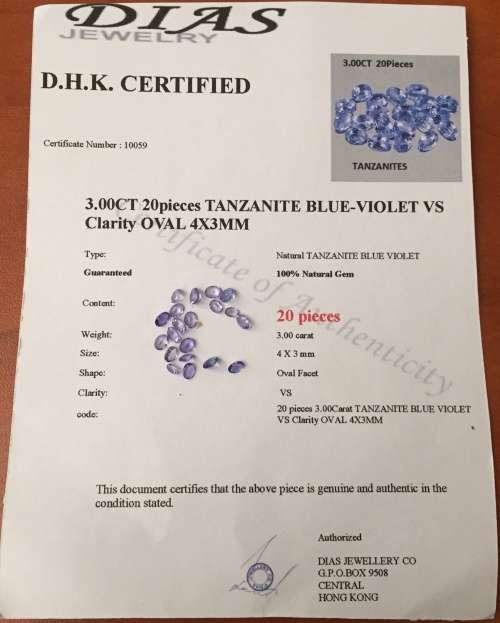 DIAS
JEWELRY
D.H.K. CERTIFIED
3.00CT 20Pieces
TANZANITES
Certificate Number : 10059
3.00CT 20pieces TANZANITE BLUE-VIOLET VS
Clarity OVAL 4X3MM
Certificate of Authenticity
Type: Natural TANZANITE BLUE VIOLET
Guaranteed 100% Natural Gem
Content: 20 pieces
Weight: 3.00 carat
Size: 4 X 3 mm
Shape: Oval Facet
Clarity: VS
code: 20 pieces 3.00Carat TANZANITE BLUE VIOLET
VS Clarity OVAL 4X3MM
This document certifies that the above piece is genuine and authentic in the
condition stated.
Authorized
DIAS JEWELLERY CO
G.P.O.BOX 9508
CENTRAL
HONG KONG